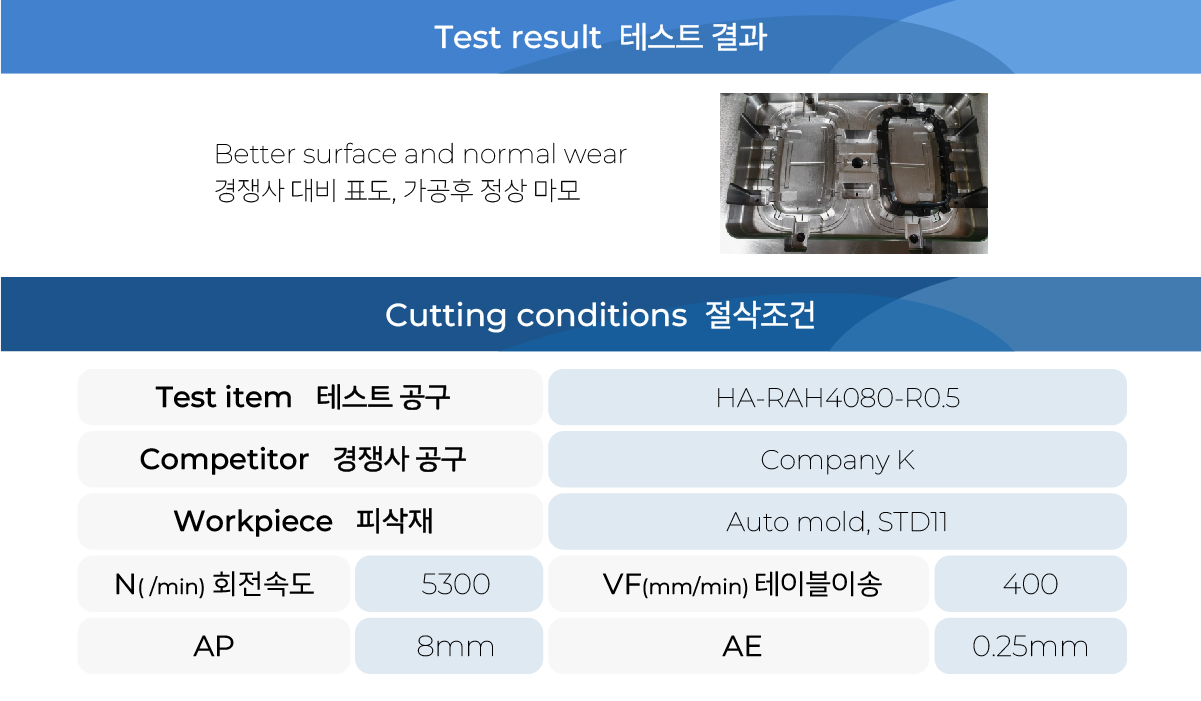 Test result 테스트 결과
Better surface and normal wear
경쟁사 대비 표도, 가공후 정상 마모
Cutting conditions 절삭조건
Test item 테스트 공구 HA-RAH4080-R0.5
Competitor 경쟁사 공구 Company K
Workpiece 피삭재 Auto mold, STD11
N( /min) 회전속도 5300 VF(mm/min) 테이블이송 400
AP 8mm AE 0.25mm